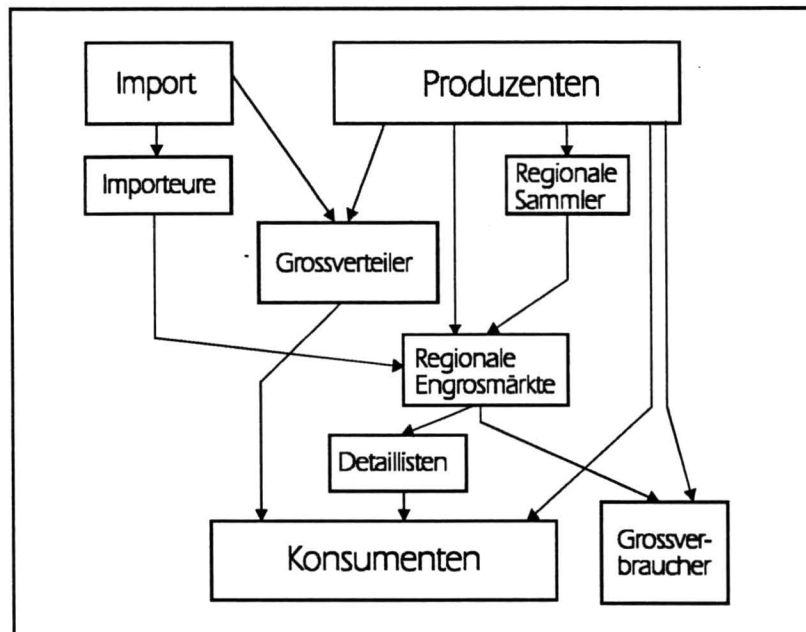 Import
Produzenten
Importeure
Regionale
Sammler
Grossverteiler
Regionale
Engrosmärkte
Detaillisten
Konsumenten
Grossver-
braucher